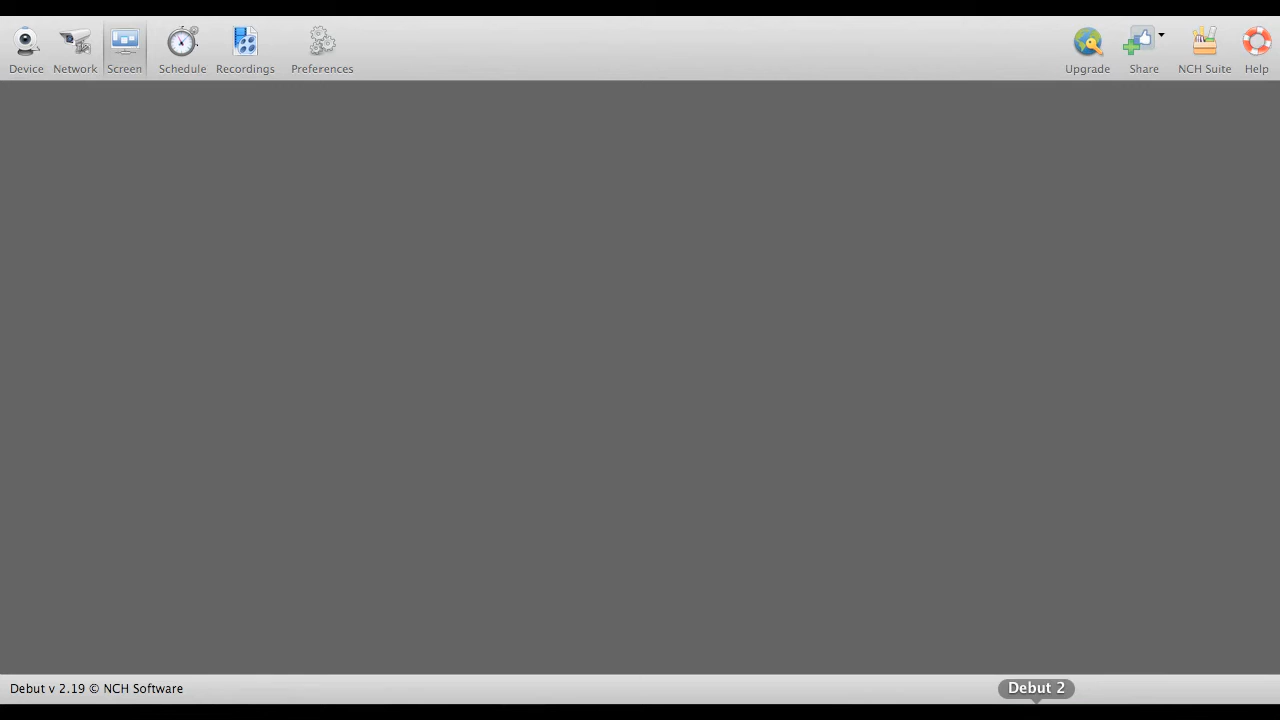 Device Network Screen Schedule Recordings Preferences Upgrade Share NCH Suite Help
Debut v 2.19 © NCH Software
Debut 2